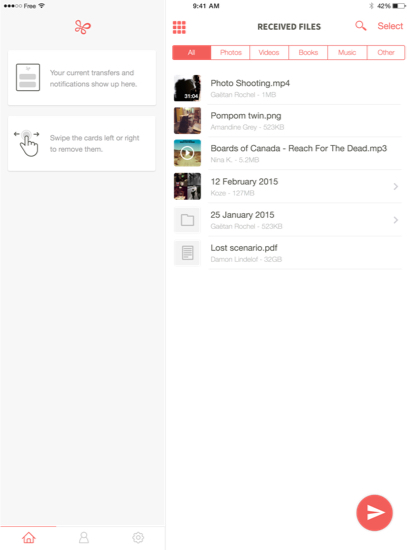 Free
9:41 AM
42%
RECEIVED FILES
Select
All
Photos
Videos
Books
Music
Other
Your current transfers and
notifications show up here.
Swipe the cards left or right
to remove them.
31:04
Photo Shooting.mp4
Gaëtan Rochel - 1MB
Pompom twin.png
Amandine Grey - 523KB
Boards of Canada - Reach For The Dead.mp3
Nina K. - 5.2MB
12 February 2015
Koze - 127MB
25 January 2015
Gaëtan Rochel - 523KB
Lost scenario.pdf
Damon Lindelof - 32GB